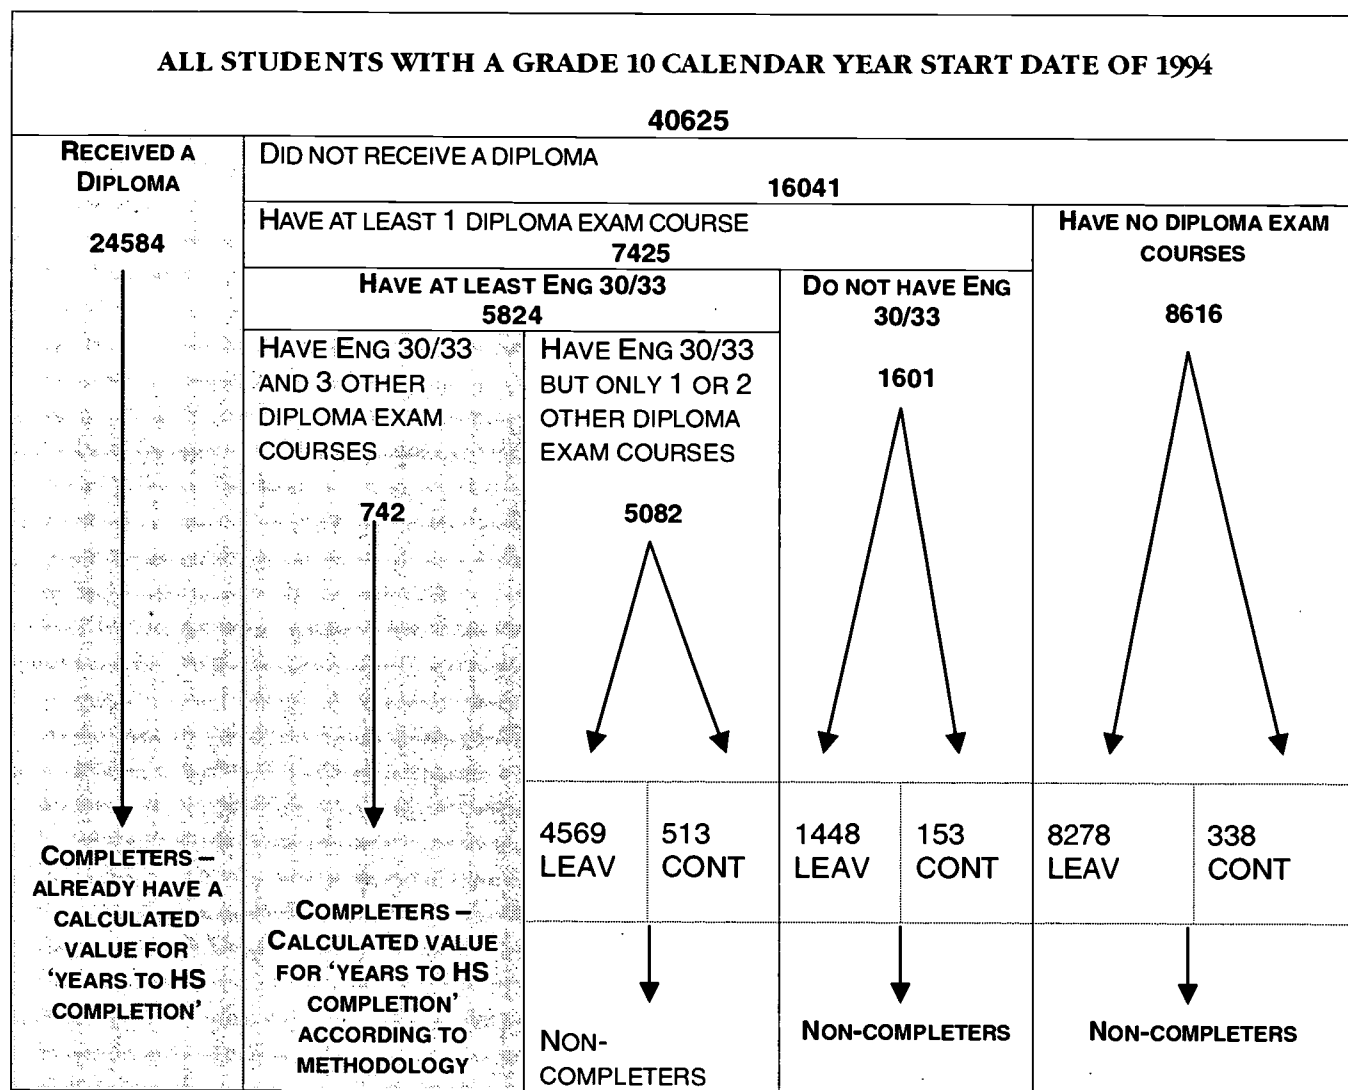 ALL STUDENTS WITH A GRADE 10 CALENDAR YEAR START DATE OF 1994
40625
RECEIVED A
DIPLOMA
24584
DID NOT RECEIVE A DIPLOMA
16041
HAVE AT LEAST 1 DIPLOMA EXAM COURSE
7425
HAVE NO DIPLOMA EXAM
COURSES
8616
HAVE AT LEAST ENG 30/33
5824
DO NOT HAVE ENG
30/33
1601
HAVE ENG 30/33
AND 3 OTHER
DIPLOMA EXAM
COURSES
742
HAVE ENG 30/33
BUT ONLY 1 OR 2
OTHER DIPLOMA
EXAM COURSES
5082
4569
LEAV
513
CONT
1448
LEAV
153
CONT
8278
LEAV
338
CONT
COMPLETERS –
ALREADY HAVE A
CALCULATED
VALUE FOR
'YEARS TO HS
COMPLETION'
COMPLETERS –
CALCULATED VALUE
FOR 'YEARS TO HS
COMPLETION'
ACCORDING TO
METHODOLOGY
NON-
COMPLETERS
NON-COMPLETERS
NON-COMPLETERS